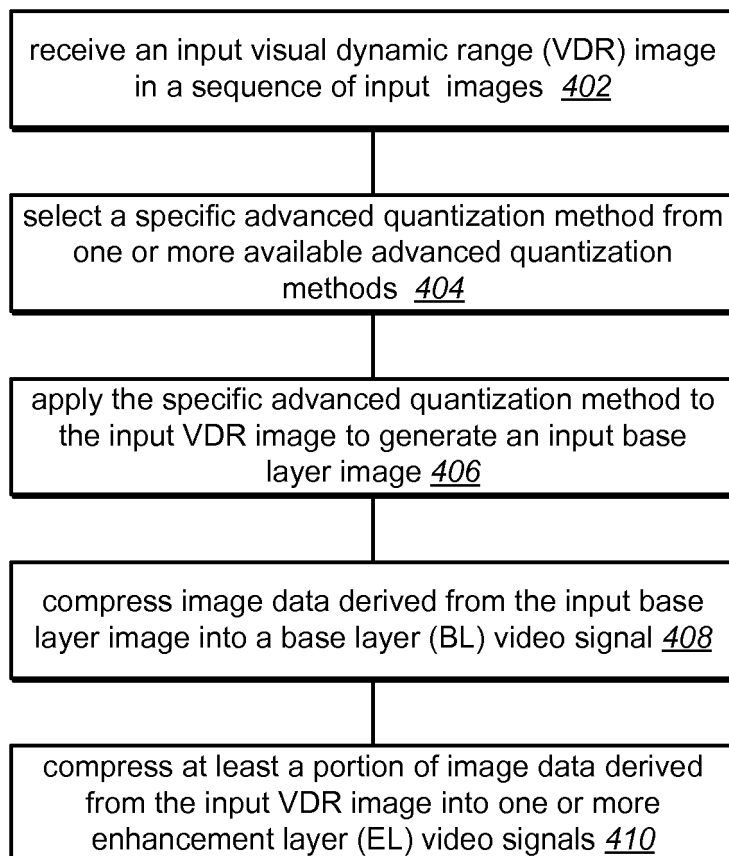 receive an input visual dynamic range (VDR) image
in a sequence of input images 402
select a specific advanced quantization method from
one or more available advanced quantization
methods 404
apply the specific advanced quantization method to
the input VDR image to generate an input base
layer image 406
compress image data derived from the input base
layer image into a base layer (BL) video signal 408
compress at least a portion of image data derived
from the input VDR image into one or more
enhancement layer (EL) video signals 410